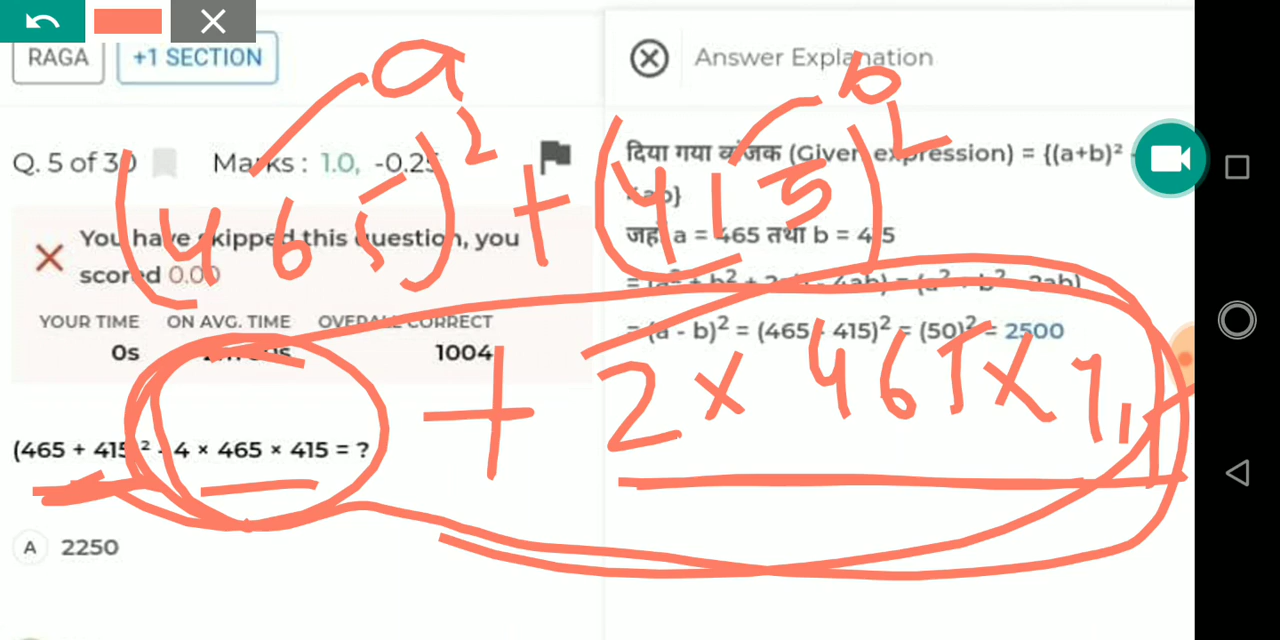 RAGA
+1 SECTION
Answer Explanation
a
b
Q. 5 of 30
Marks : 1.0, -0.25
(465)² + (415)²
You have skipped this question, you
scored 0.00
YOUR TIME
ON AVG. TIME
OVERALL CORRECT
0s
1004
दिया गया व्यंजक (Given expression) = {(a+b)²
जहाँ a = 465 तथा b = 415
= (a - b)² = (465 - 415)² = (50)² = 2500
+ 2 × 465 ×
(465 + 415)² - 4 × 465 × 415 = ?
A 2250